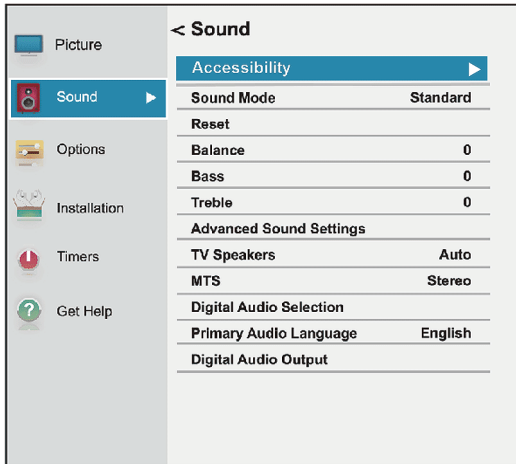 Picture
Sound
Options
Installation
Timers
Get Help
< Sound
Accessibility
Sound Mode Standard
Reset
Balance 0
Bass 0
Treble 0
Advanced Sound Settings
TV Speakers Auto
MTS Stereo
Digital Audio Selection
Primary Audio Language English
Digital Audio Output